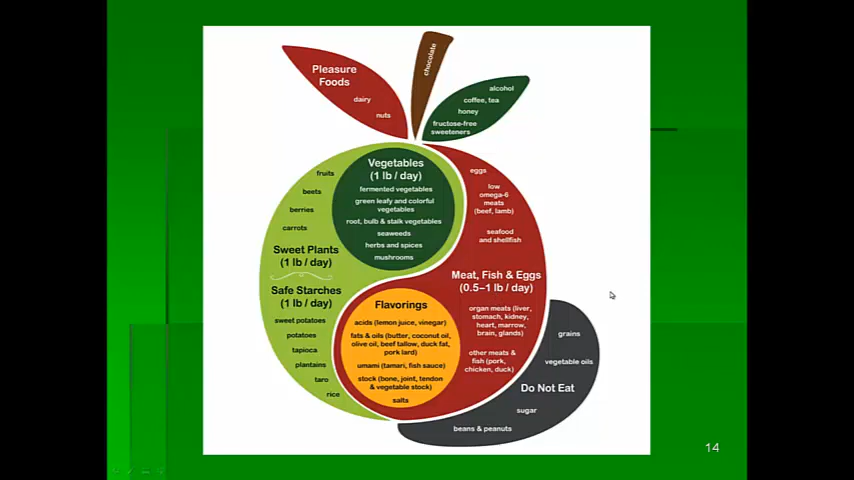 Pleasure
Foods
dairy
nuts
chocolate
alcohol
coffee, tea
honey
fructose-free
sweeteners
Vegetables
(1 lb / day)
fermented vegetables
green leafy and colorful
vegetables
root, bulb & stalk vegetables
seaweeds
herbs and spices
mushrooms
fruits
beets
berries
carrots
Sweet Plants
(1 lb / day)
Safe Starches
(1 lb / day)
sweet potatoes
potatoes
tapioca
plantains
taro
rice
eggs
low
omega-6
meats
(beef, lamb)
seafood
and shellfish
Meat, Fish & Eggs
(0.5–1 lb / day)
organ meats (liver,
stomach, kidney,
heart, marrow,
brain, glands)
other meats &
fish (pork,
chicken, duck)
Flavorings
acids (lemon juice, vinegar)
fats & oils (butter, coconut oil,
olive oil, beef tallow, duck fat,
pork lard)
umami (tamari, fish sauce)
stock (bone, joint, tendon
& vegetable stock)
salts
grains
vegetable oils
Do Not Eat
sugar
beans & peanuts
14